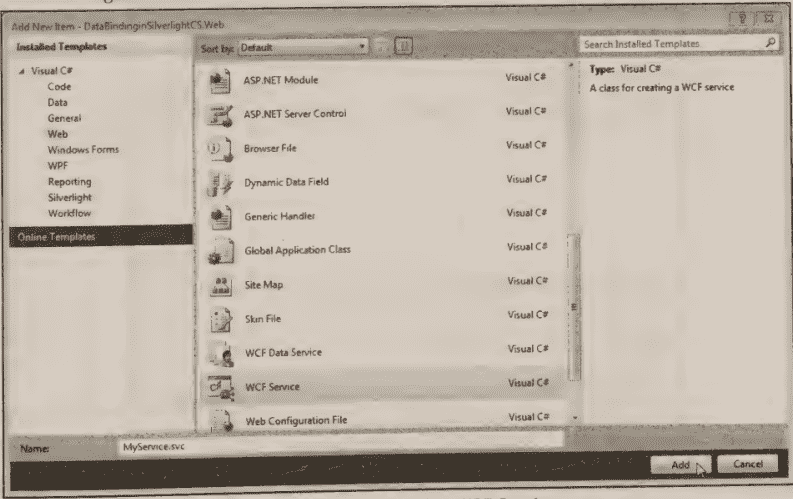 Add New Item - DataBindinginSilverlightCS.Web
Installed Templates
Visual C#
Code
Data
General
Web
Windows Forms
WPF
Reporting
Silverlight
Workflow
Online Templates
Sort by: Default
ASP.NET Module Visual C#
ASP.NET Server Control Visual C#
Browser File Visual C#
Dynamic Data Field Visual C#
Generic Handler Visual C#
Global Application Class Visual C#
Site Map Visual C#
Skin File Visual C#
WCF Data Service Visual C#
WCF Service Visual C#
Web Configuration File Visual C#
Search Installed Templates
Type: Visual C#
A class for creating a WCF service
Name: MyService.svc
Add Cancel